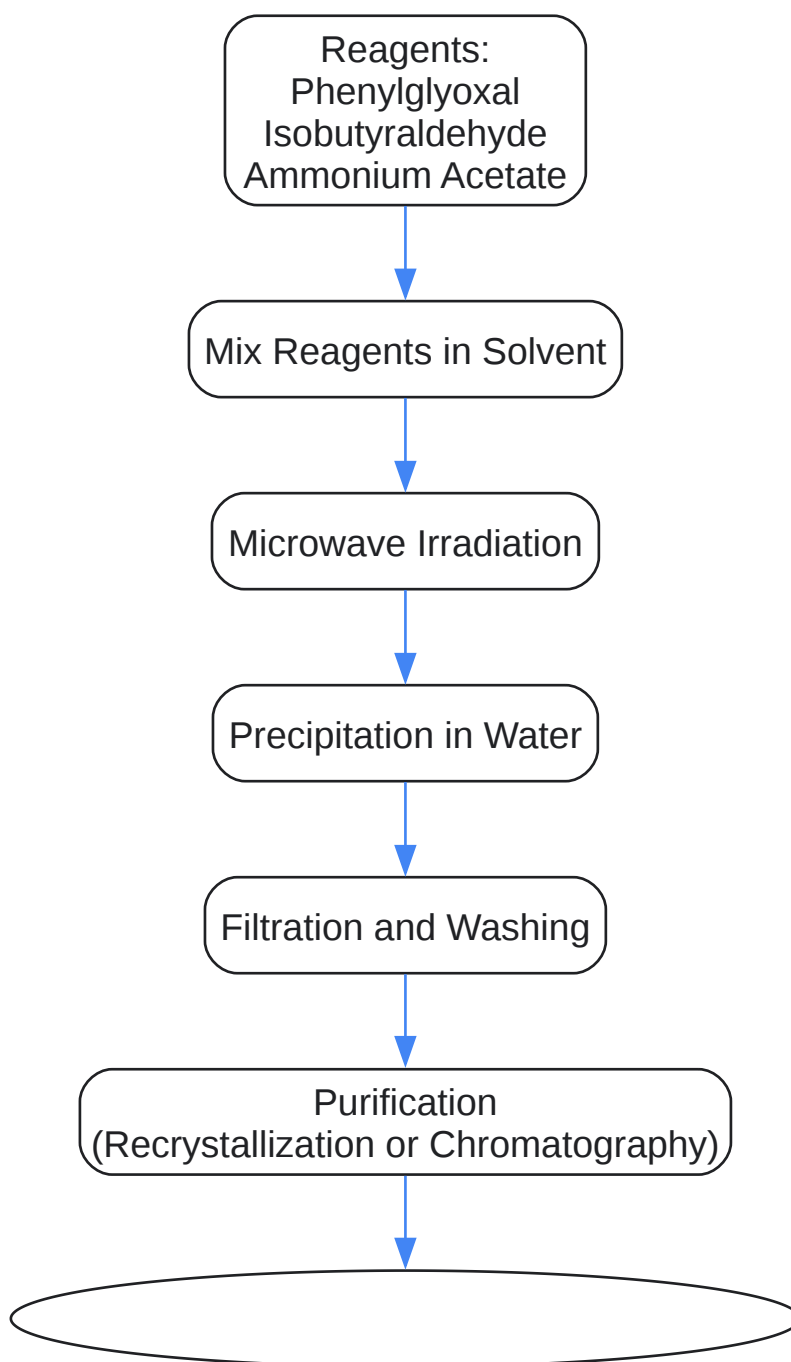 Reagents:
Phenylglyoxal
Isobutyraldehyde
Ammonium Acetate
Mix Reagents in Solvent
Microwave Irradiation
Precipitation in Water
Filtration and Washing
Purification
(Recrystallization or Chromatography)